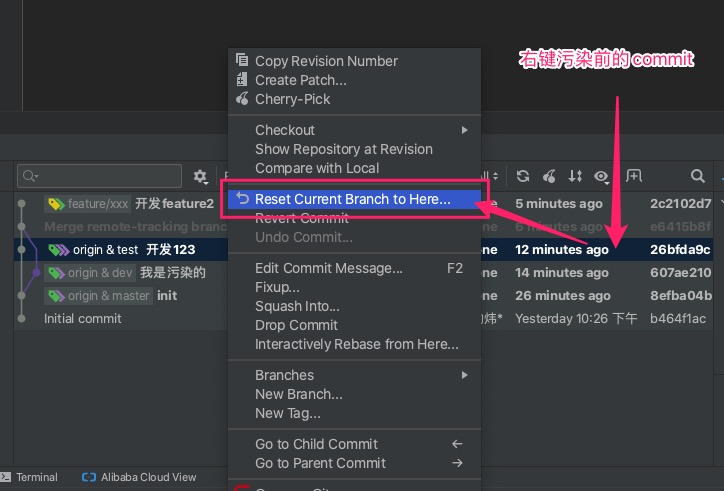 右键污染前的 commit
Copy Revision Number
Create Patch...
Cherry-Pick
Checkout
Show Repository at Revision
Compare with Local
Reset Current Branch to Here...
Revert Commit
Undo Commit...
Edit Commit Message... F2
Fixup...
Squash Into...
Drop Commit
Interactively Rebase from Here...
Branches
New Branch...
New Tag...
Go to Child Commit
Go to Parent Commit
feature/xxx 开发feature2 5 minutes ago 2c2102d7
Merge remote-tracking 6 minutes ago e6415b8f
origin & test 开发123 12 minutes ago 26bfda9c
origin & dev 我是污染的 14 minutes ago 607ae210
origin & master init 26 minutes ago 8efba04b
Initial commit Yesterday 10:26 下午 b464f1ac
Terminal Alibaba Cloud View